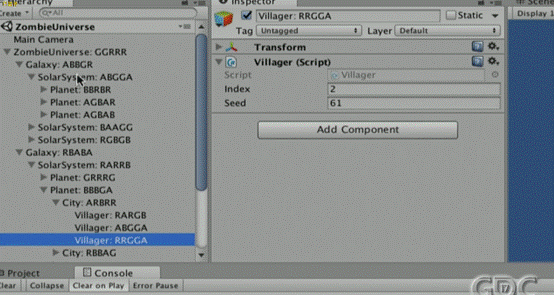 Hierarchy
Create
All
ZombieUniverse
Main Camera
ZombieUniverse: GGRRR
Galaxy: ABBGR
SolarSystem: ABGGA
Planet: BBRBR
Planet: AGBAR
Planet: AGBAB
SolarSystem: BAAGG
SolarSystem: RGBGB
Galaxy: RBABA
SolarSystem: RARRB
Planet: GRRRG
Planet: BBBGA
City: ARBRR
Villager: RARGB
Villager: ABGGA
Villager: RRGGA
City: RBBAG
Inspector
Villager: RRGGA
Static
Tag Untagged Layer Default
Transform
Villager (Script)
Script Villager
Index 2
Seed 61
Add Component
Scene
Display 1
Project Console
Clear Collapse Clear on Play Error Pause
GDC 17